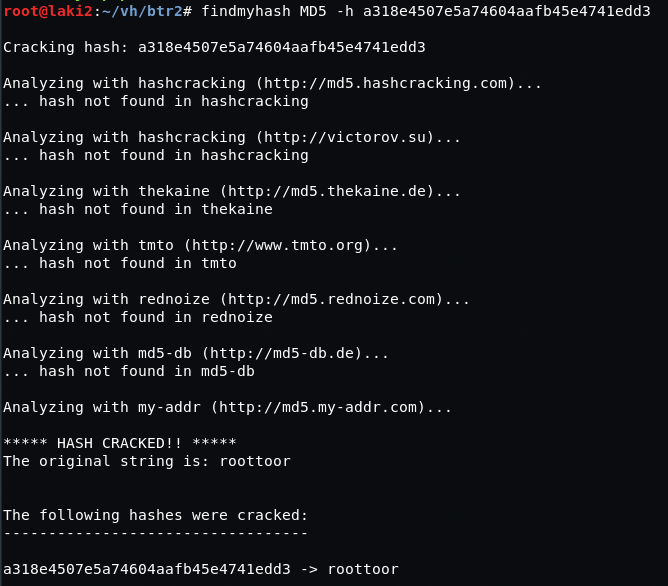 root@laki2:~/vh/btr2# findmyhash MD5 -h a318e4507e5a74604aafb45e4741edd3
Cracking hash: a318e4507e5a74604aafb45e4741edd3
Analyzing with hashcracking (http://md5.hashcracking.com)...
... hash not found in hashcracking
Analyzing with hashcracking (http://victorov.su)...
... hash not found in hashcracking
Analyzing with thekaine (http://md5.thekaine.de)...
... hash not found in thekaine
Analyzing with tmto (http://www.tmto.org)...
... hash not found in tmto
Analyzing with rednoize (http://md5.rednoize.com)...
... hash not found in rednoize
Analyzing with md5-db (http://md5-db.de)...
... hash not found in md5-db
Analyzing with my-addr (http://md5.my-addr.com)...
***** HASH CRACKED!! *****
The original string is: roottoor
The following hashes were cracked:
----------------------------------
a318e4507e5a74604aafb45e4741edd3 -> roottoor